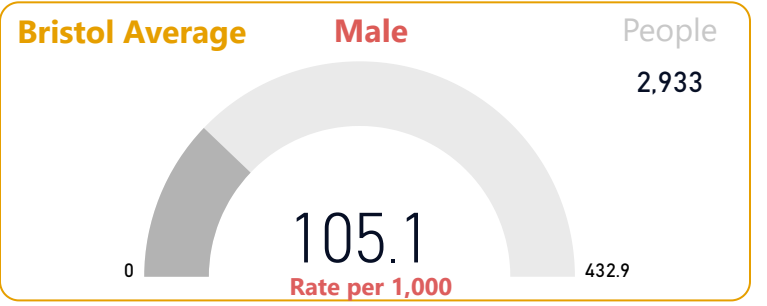 Bristol Average Male People
2,933
105.1
0 432.9
Rate per 1,000